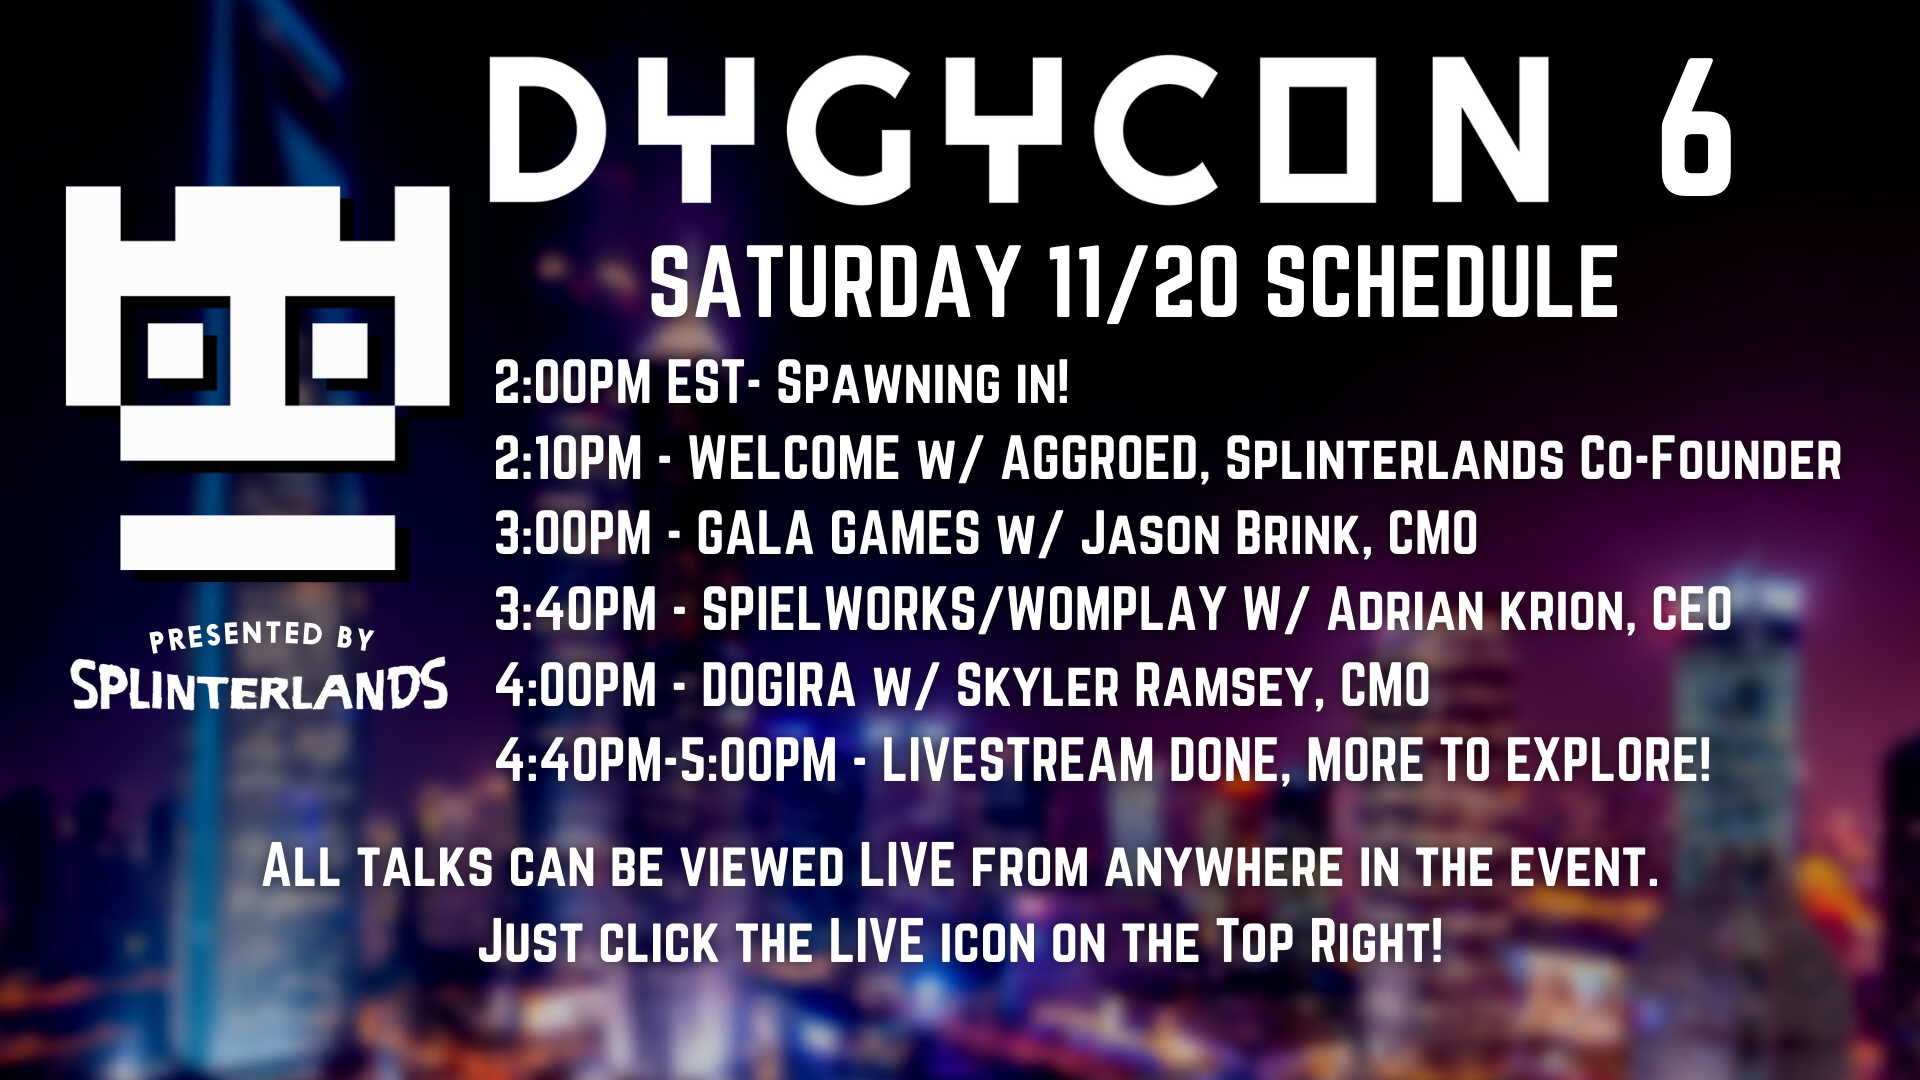 DYGYCON 6
SATURDAY 11/20 SCHEDULE
2:00PM EST- Spawning in!
2:10PM - WELCOME w/ AGGROED, Splinterlands Co-Founder
3:00PM - GALA GAMES w/ Jason Brink, CMO
3:40PM - SPIELWORKS/WOMPLAY W/ Adrian krion, CEO
4:00PM - DOGIRA w/ Skyler Ramsey, CMO
4:40PM-5:00PM - LIVESTREAM DONE, MORE TO EXPLORE!
PRESENTED BY
SPLINTERLANDS
All talks can be viewed LIVE from anywhere in the event.
Just click the LIVE icon on the Top Right!